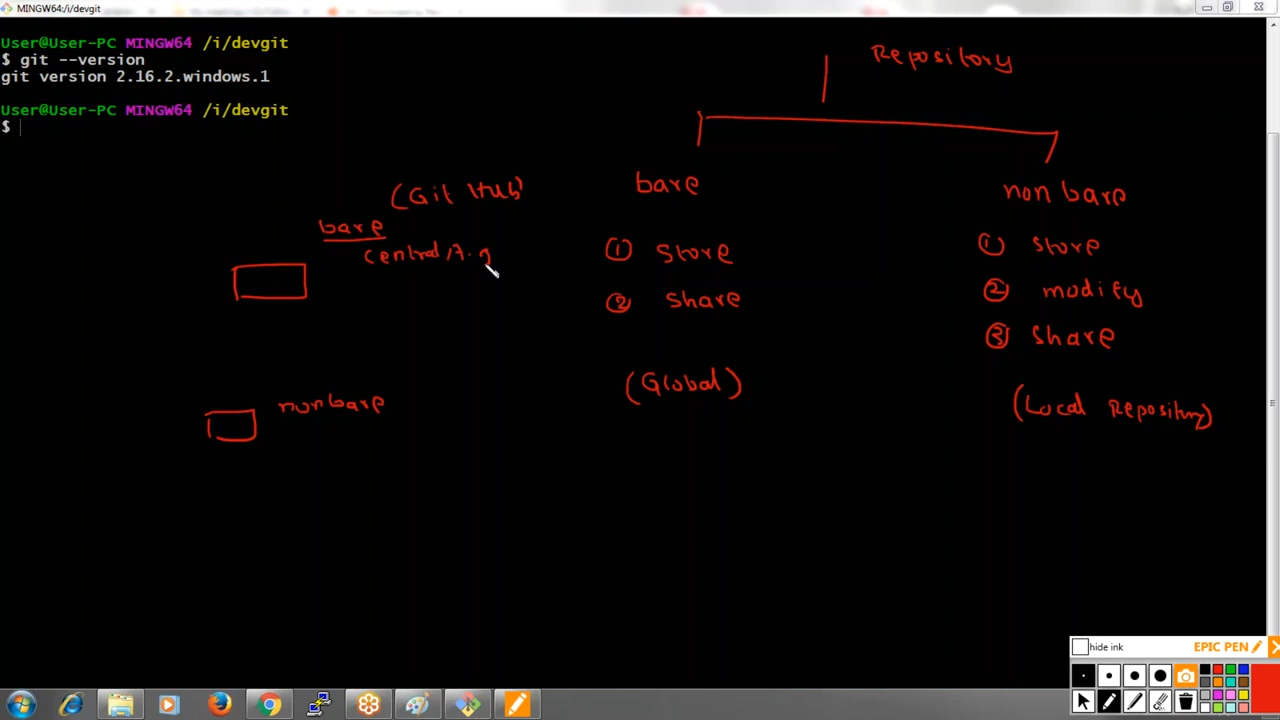 MINGW64:/i/devgit
User@User-PC MINGW64 /i/devgit
$ git --version
git version 2.16.2.windows.1
User@User-PC MINGW64 /i/devgit
$
Repository
bare
non bare
(Git HUB)
bare
central
① Store
② Share
(Global)
① Store
② modify
③ Share
(Local Repository)
nonbare
hide ink
EPIC PEN